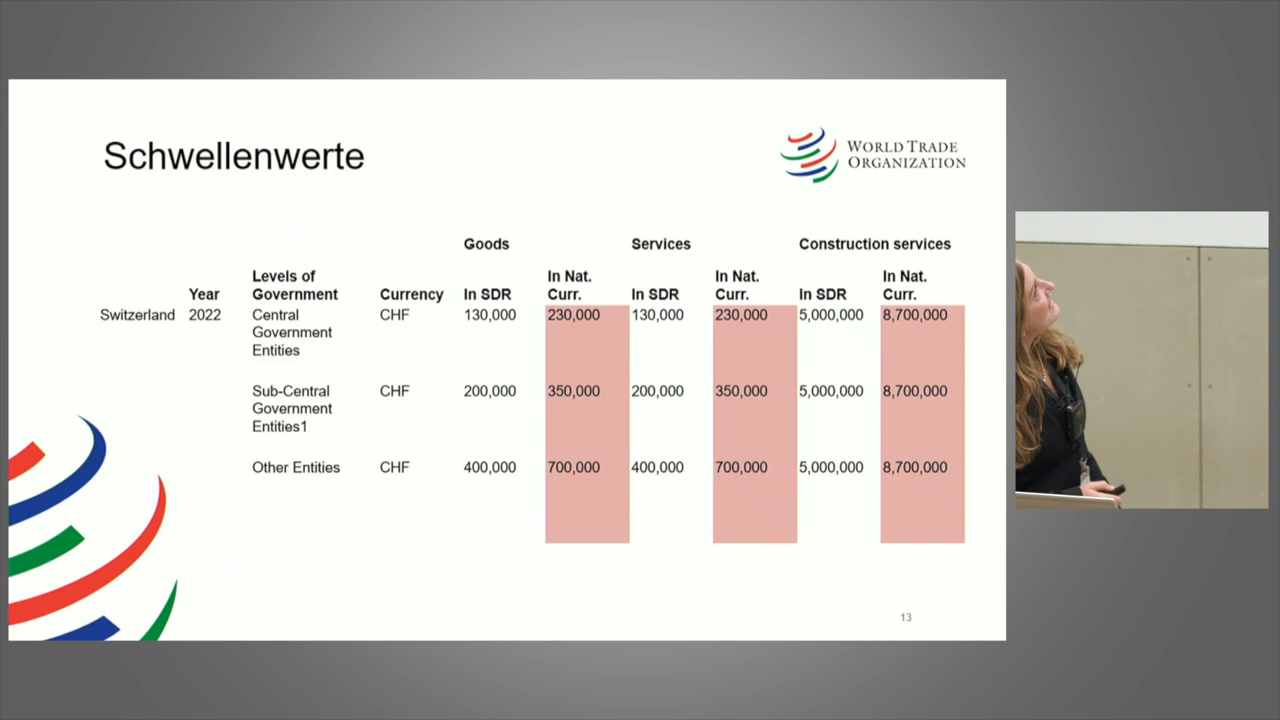 Schwellenwerte
WORLD TRADE
ORGANIZATION
Goods Services Construction services
Levels of In Nat. In Nat. In Nat.
Year Government Currency In SDR Curr. In SDR Curr. In SDR Curr.
Switzerland 2022 Central CHF 130,000 230,000 130,000 230,000 5,000,000 8,700,000
Government
Entities
Sub-Central CHF 200,000 350,000 200,000 350,000 5,000,000 8,700,000
Government
Entities1
Other Entities CHF 400,000 700,000 400,000 700,000 5,000,000 8,700,000
13